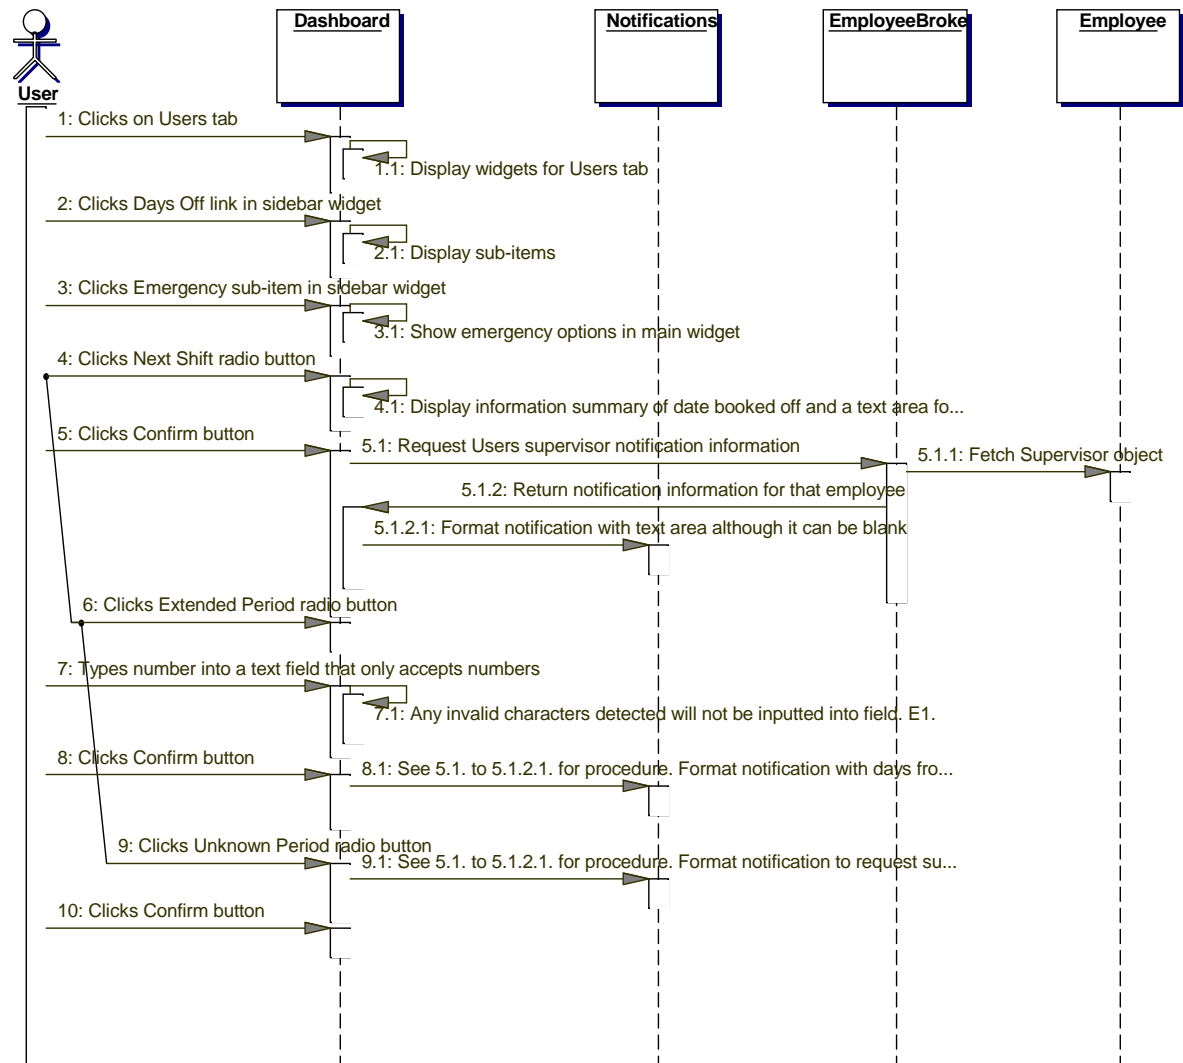 Dashboard
Notifications
EmployeeBroke
Employee
User
1: Clicks on Users tab
1.1: Display widgets for Users tab
2: Clicks Days Off link in sidebar widget
2.1: Display sub-items
3: Clicks Emergency sub-item in sidebar widget
3.1: Show emergency options in main widget
4: Clicks Next Shift radio button
4.1: Display information summary of date booked off and a text area fo...
5: Clicks Confirm button
5.1: Request Users supervisor notification information
5.1.1: Fetch Supervisor object
5.1.2: Return notification information for that employee
5.1.2.1: Format notification with text area although it can be blank
6: Clicks Extended Period radio button
7: Types number into a text field that only accepts numbers
7.1: Any invalid characters detected will not be inputted into field. E1.
8: Clicks Confirm button
8.1: See 5.1. to 5.1.2.1. for procedure. Format notification with days fro...
9: Clicks Unknown Period radio button
9.1: See 5.1. to 5.1.2.1. for procedure. Format notification to request su...
10: Clicks Confirm button